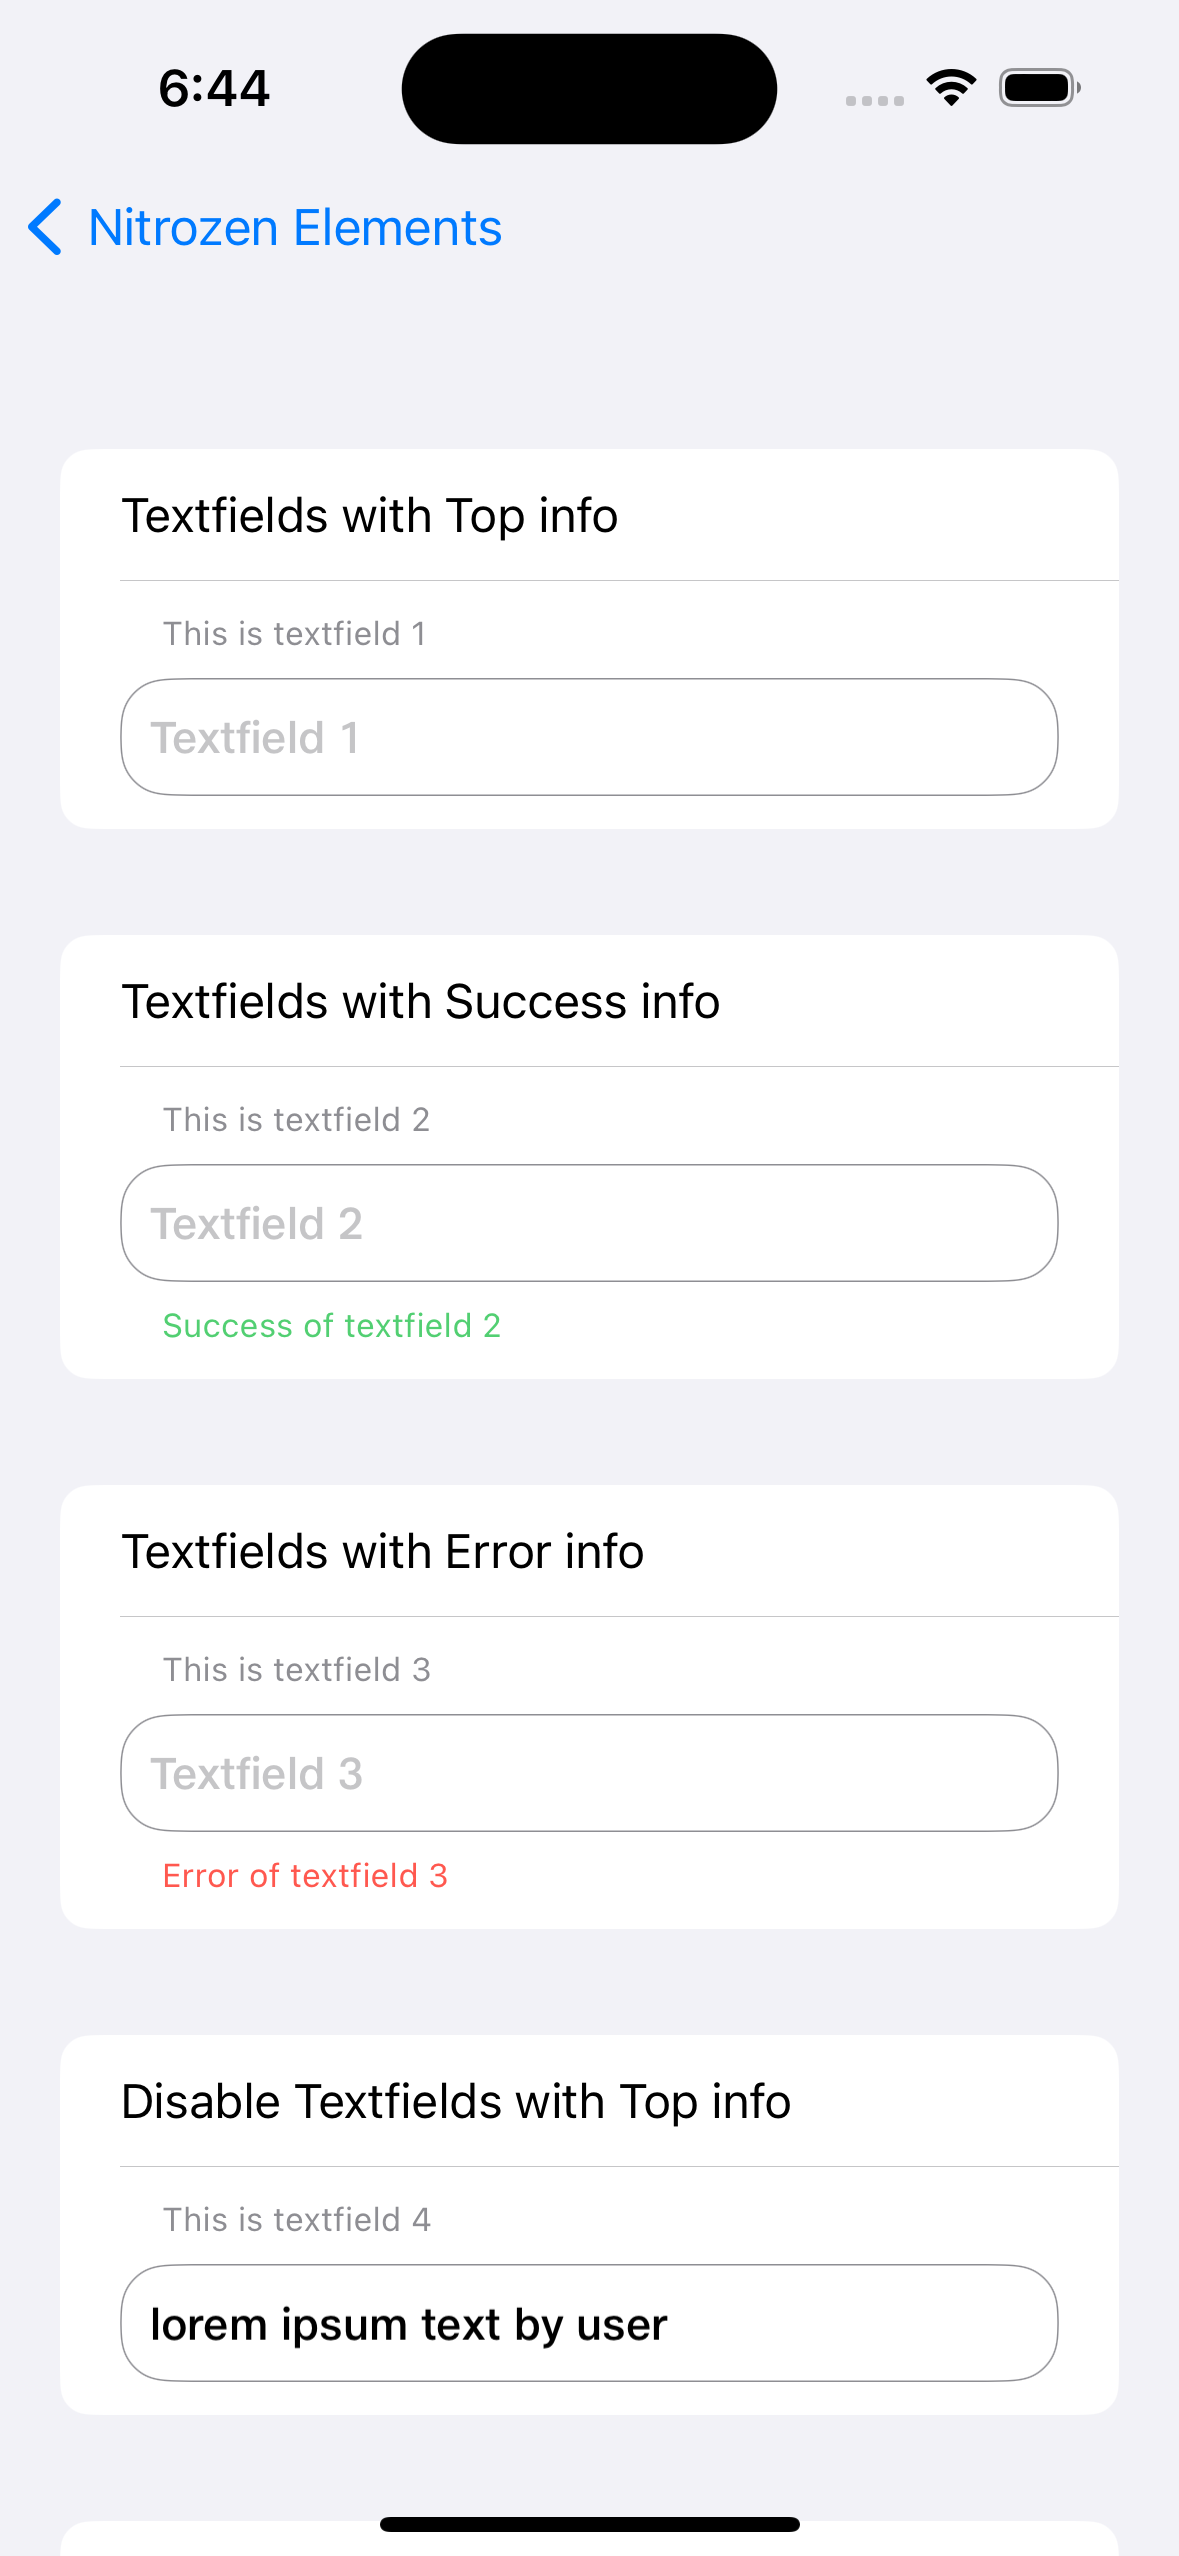 6:44
Nitrozen Elements
Textfields with Top info
This is textfield 1
Textfield 1
Textfields with Success info
This is textfield 2
Textfield 2
Success of textfield 2
Textfields with Error info
This is textfield 3
Textfield 3
Error of textfield 3
Disable Textfields with Top info
This is textfield 4
lorem ipsum text by user